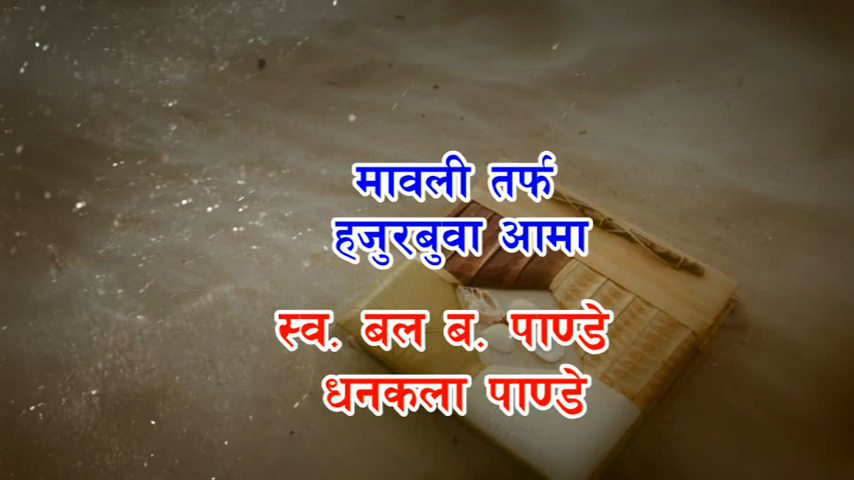 मावली तर्फ
हजुरबुवा आमा
स्व. बल ब. पाण्डे
धनकला पाण्डे